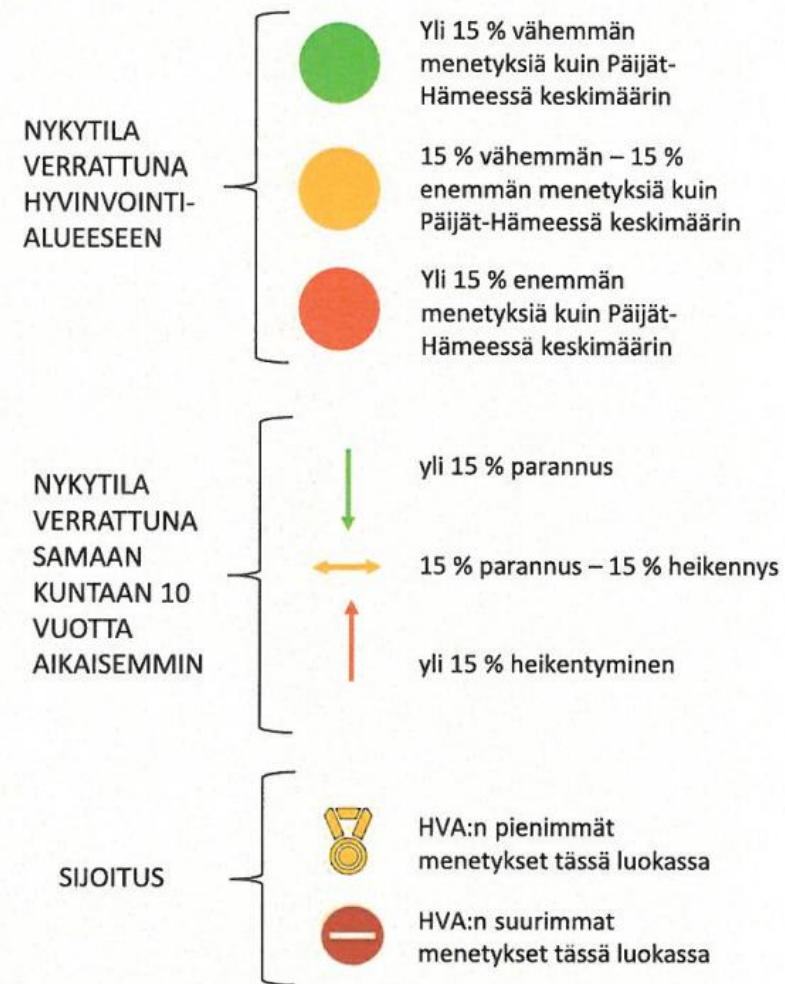 NYKYTILA
VERRATTUNA
HYVINVOINTI-
ALUEESEEN
Yli 15 % vähemmän
menetyksiä kuin Päijät-
Hämeessä keskimäärin
15 % vähemmän – 15 %
enemmän menetyksiä kuin
Päijät-Hämeessä keskimäärin
Yli 15 % enemmän
menetyksiä kuin Päijät-
Hämeessä keskimäärin
NYKYTILA
VERRATTUNA
SAMAAN
KUNTAAN 10
VUOTTA
AIKAISEMMIN
yli 15 % parannus
15 % parannus – 15 % heikennys
yli 15 % heikentyminen
SIJOITUS
HVA:n pienimmät
menetykset tässä luokassa
HVA:n suurimmat
menetykset tässä luokassa